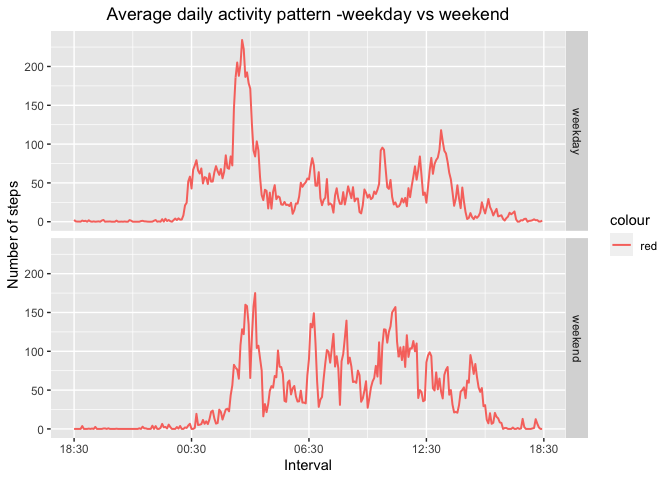 Average daily activity pattern -weekday vs weekend
Number of steps
200
150
100
50
0
weekday
200
150
100
50
0
weekend
18:30
00:30
06:30
12:30
18:30
Interval
colour
red